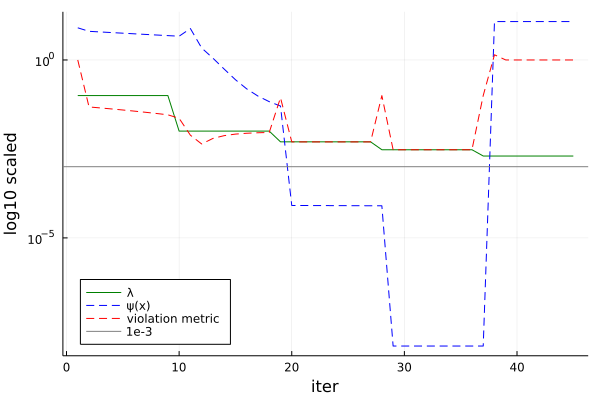 log10 scaled
10⁰
10⁻⁵
λ
ψ(x)
violation metric
1e-3
0 10 20 30 40
iter